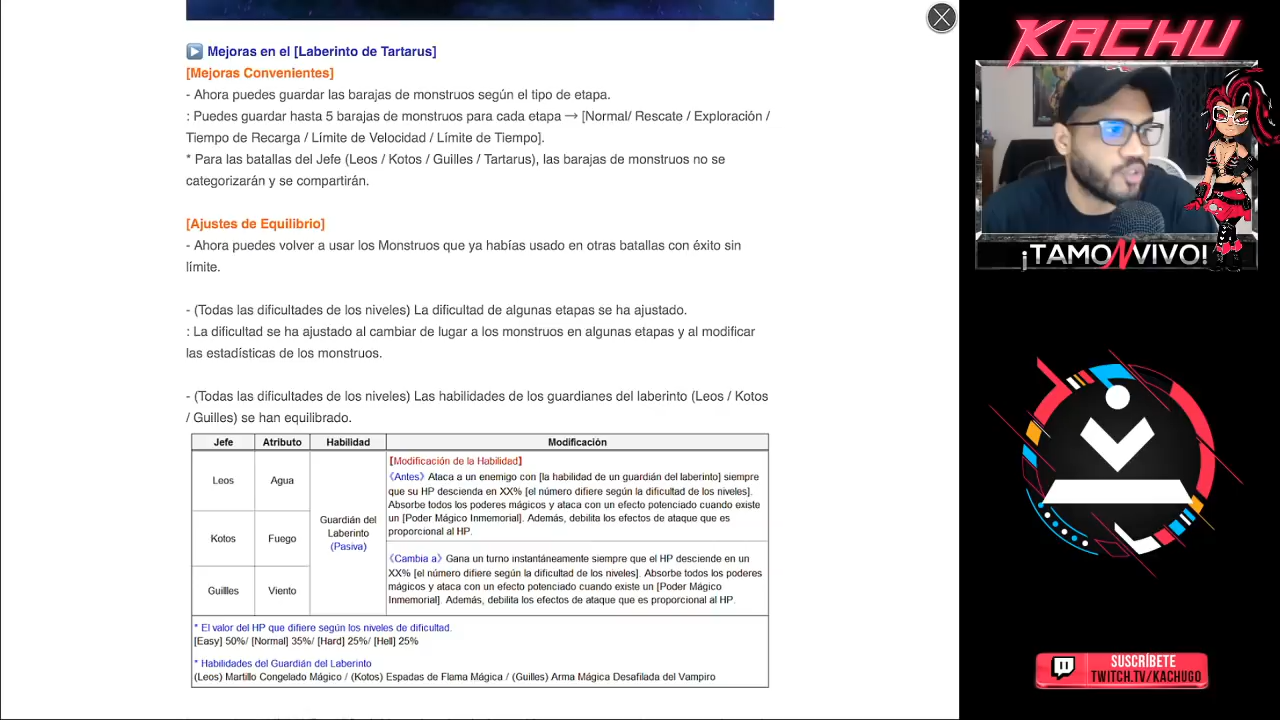 Mejoras en el [Laberinto de Tartarus]
[Mejoras Convenientes]
- Ahora puedes guardar las barajas de monstruos según el tipo de etapa.
: Puedes guardar hasta 5 barajas de monstruos para cada etapa → [Normal/ Rescate / Exploración /
Tiempo de Recarga / Límite de Velocidad / Límite de Tiempo].
* Para las batallas del Jefe (Leos / Kotos / Guilles / Tartarus), las barajas de monstruos no se
categorizarán y se compartirán.
[Ajustes de Equilibrio]
- Ahora puedes volver a usar los Monstruos que ya habías usado en otras batallas con éxito sin
límite.
- (Todas las dificultades de los niveles) La dificultad de algunas etapas se ha ajustado.
: La dificultad se ha ajustado al cambiar de lugar a los monstruos en algunas etapas y al modificar
las estadísticas de los monstruos.
- (Todas las dificultades de los niveles) Las habilidades de los guardianes del laberinto (Leos / Kotos
/ Guilles) se han equilibrado.
Jefe Atributo Habilidad Modificación
Leos Agua
Kotos Fuego
Guillles Viento
Guardián del
Laberinto
(Pasiva)
【Modificación de la Habilidad】
《Antes》 Ataca a un enemigo con [la habilidad de un guardián del laberinto] siempre
que su HP descienda en XX% [el número difiere según la dificultad de los niveles].
Absorbe todos los poderes mágicos y ataca con un efecto potenciado cuando existe
un [Poder Mágico Inmemorial]. Además, debilita los efectos de ataque que es
proporcional al HP.
《Cambia a》 Gana un turno instantáneamente siempre que el HP desciende en un
XX% [el número difiere según la dificultad de los niveles]. Absorbe todos los poderes
mágicos y ataca con un efecto potenciado cuando existe un [Poder Mágico
Inmemorial]. Además, debilita los efectos de ataque que es proporcional al HP.
* El valor del HP que difiere según los niveles de dificultad.
[Easy] 50%/ [Normal] 35%/ [Hard] 25%/ [Hell] 25%
* Habilidades del Guardián del Laberinto
(Leos) Martillo Congelado Mágico / (Kotos) Espadas de Flama Mágica / (Guilles) Arma Mágica Desafilada del Vampiro
KACHU
¡TAMO N VIVO!
SUSCRÍBETE
TWITCH.TV/KACHUGO